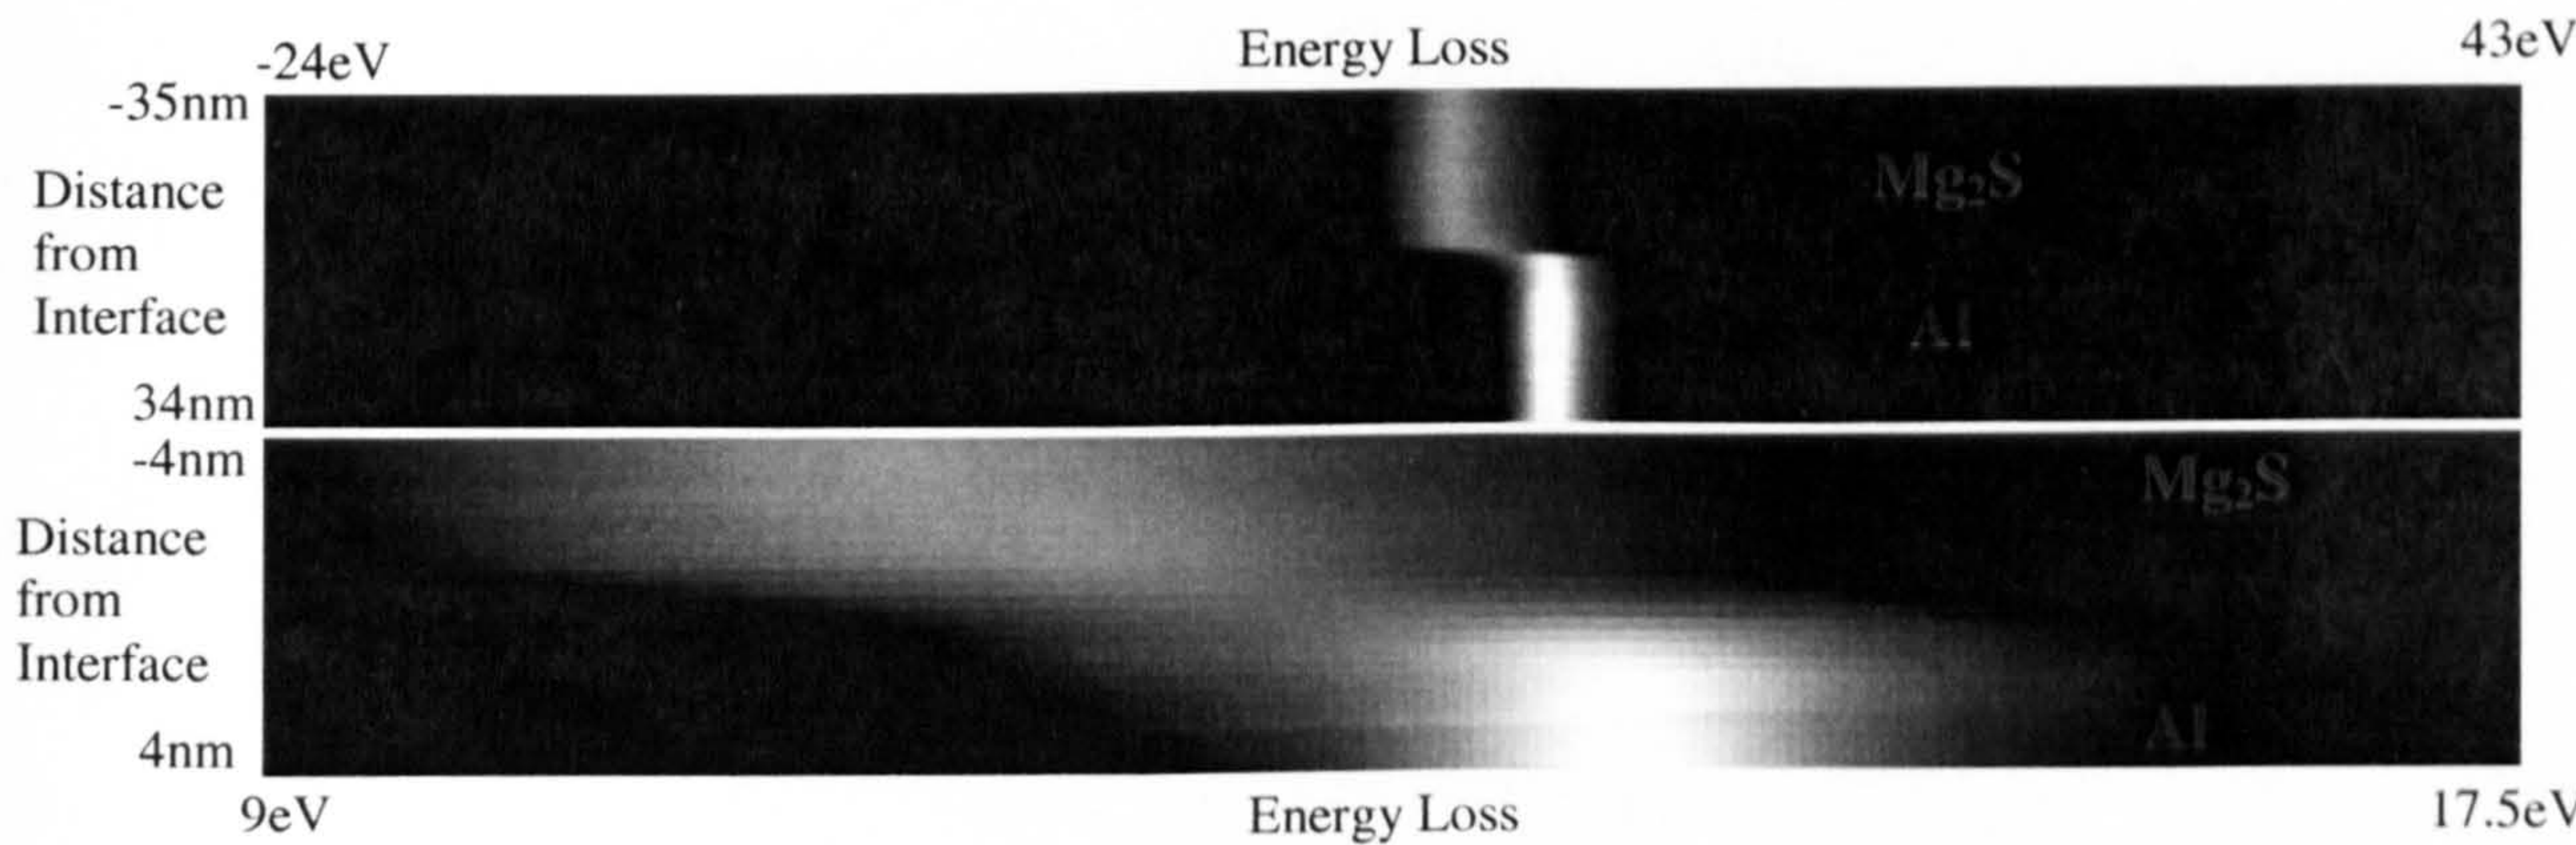 -24eV Energy Loss 43eV
-35nm
Mg₂S
Distance
from
Interface
Al
34nm
-4nm
Mg₂S
Distance
from
Interface
Al
4nm
9eV Energy Loss 17.5eV